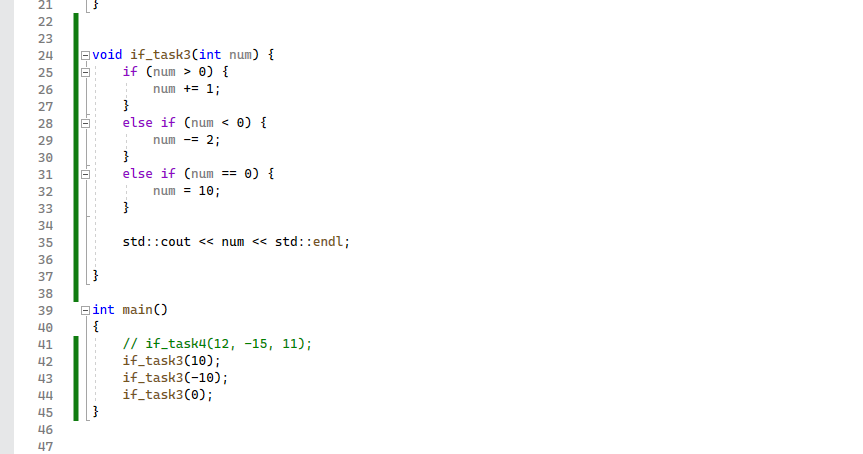 21 }
22
23
24 void if_task3(int num) {
25     if (num > 0) {
26         num += 1;
27     }
28     else if (num < 0) {
29         num -= 2;
30     }
31     else if (num == 0) {
32         num = 10;
33     }
34
35     std::cout << num << std::endl;
36
37 }
38
39 int main()
40 {
41     // if_task4(12, -15, 11);
42     if_task3(10);
43     if_task3(-10);
44     if_task3(0);
45 }
46
47